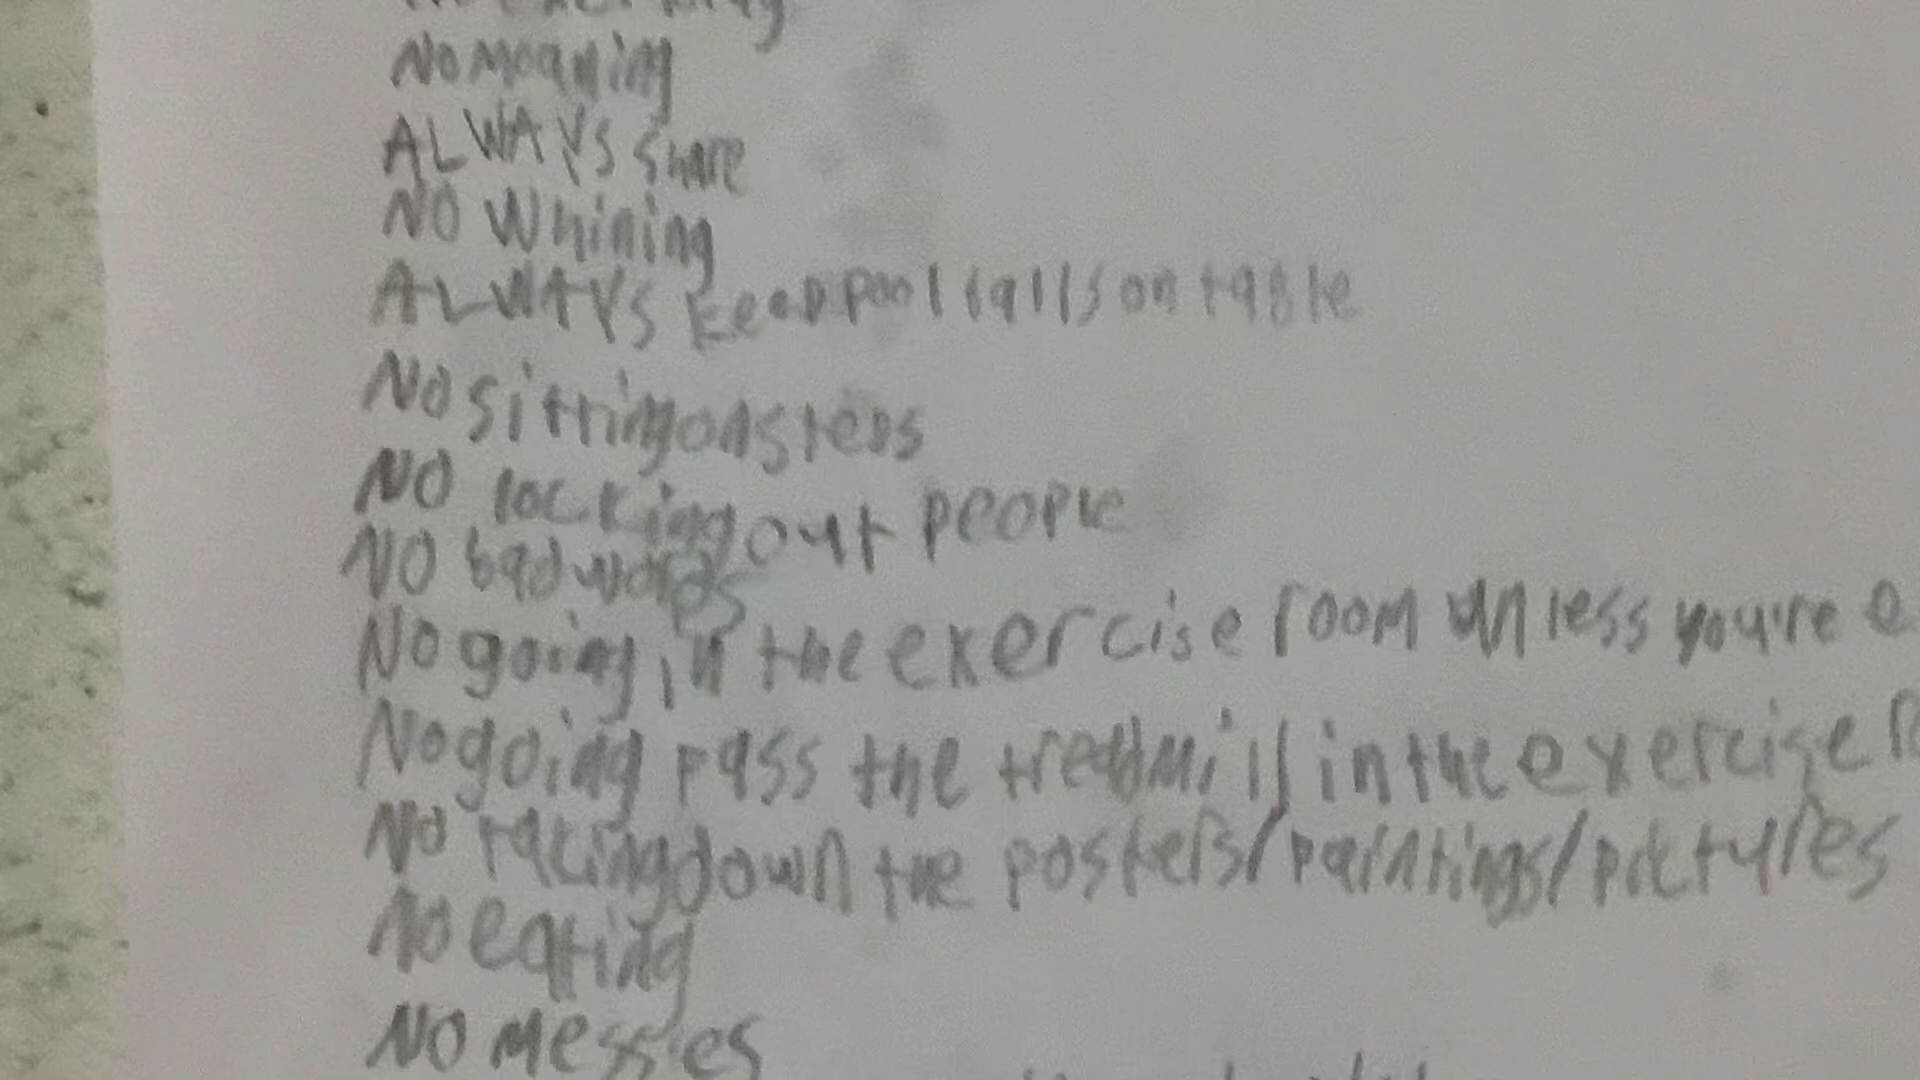 No moaning
ALWAYS share
NO Whining
ALWAYS keep pool balls on table
No sitting on steps
NO locking out people
NO bad words
No going in the exercise room unless you're
No going pass the treadmill in the exercise
No taking down the posters/paintings/pictures
No eating
NO Messes